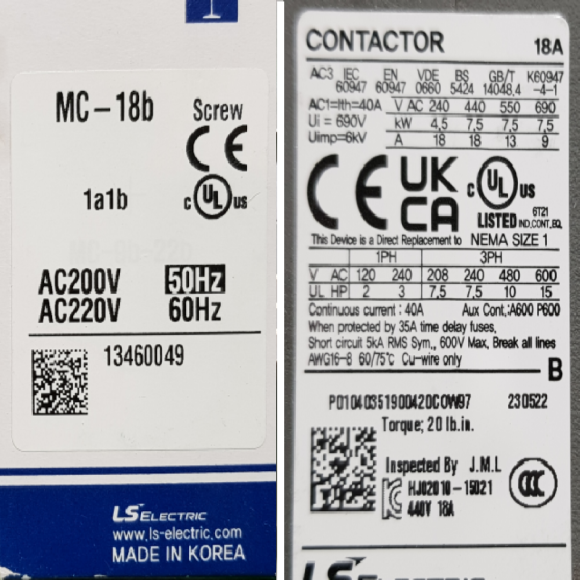 MC-18b Screw
CE
1a1b
c UL us
AC200V 50Hz
AC220V 60Hz
13460049
LS ELECTRIC
www.ls-electric.com
MADE IN KOREA
CONTACTOR 18A
AC3 IEC 60947 EN 60947 VDE 0660 BS 5424 GB/T 14048,4 K60947 -4-1
AC1=Ith=40A V AC 240 440 550 690
Ui = 690V kW 4,5 7,5 7,5 7,5
Uimp=6kV A 18 18 13 9
CE UK CA c UL us
LISTED 6T21 IND,CONT,EQ,
This Device is a Direct Replacement to NEMA SIZE 1
1PH 3PH
V AC 120 240 208 240 480 600
UL HP 2 3 7,5 7,5 10 15
Continuous current : 40A Aux Cont,:A600 P600
When protected by 35A time delay fuses,
Short circuit 5kA RMS Sym,, 600V Max, Break all lines
AWG16-8 60/75°C Cu-wire only
B
P01040351900420COW97 230522
Torque; 20 lb.in.
Inspected By J.M.L
HJ02010-15021
440V 18A
CCC
LS ELECTRIC